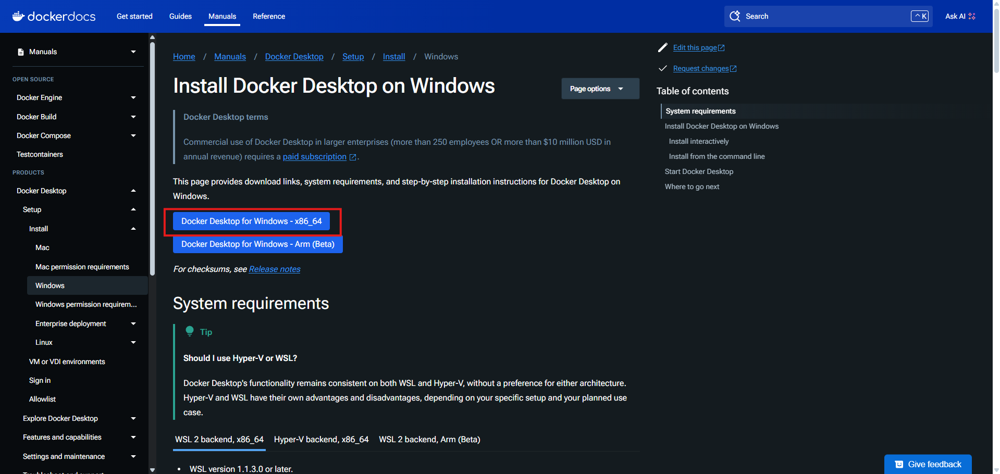 dockerdocs
Get started
Guides
Manuals
Reference
Search
^ K
Ask AI
Manuals
OPEN SOURCE
Docker Engine
Docker Build
Docker Compose
Testcontainers
PRODUCTS
Docker Desktop
Setup
Install
Mac
Mac permission requirements
Windows
Windows permission requirem...
Enterprise deployment
Linux
VM or VDI environments
Sign in
Allowlist
Explore Docker Desktop
Features and capabilities
Settings and maintenance
Home / Manuals / Docker Desktop / Setup / Install / Windows
Install Docker Desktop on Windows
Page options
Docker Desktop terms
Commercial use of Docker Desktop in larger enterprises (more than 250 employees OR more than $10 million USD in
annual revenue) requires a paid subscription .
This page provides download links, system requirements, and step-by-step installation instructions for Docker Desktop on
Windows.
Docker Desktop for Windows - x86_64
Docker Desktop for Windows - Arm (Beta)
For checksums, see Release notes
System requirements
Tip
Should I use Hyper-V or WSL?
Docker Desktop's functionality remains consistent on both WSL and Hyper-V, without a preference for either architecture.
Hyper-V and WSL have their own advantages and disadvantages, depending on your specific setup and your planned use
case.
WSL 2 backend, x86_64
Hyper-V backend, x86_64
WSL 2 backend, Arm (Beta)
• WSL version 1.1.3.0 or later.
Edit this page
Request changes
Table of contents
System requirements
Install Docker Desktop on Windows
Install interactively
Install from the command line
Start Docker Desktop
Where to go next
Give feedback